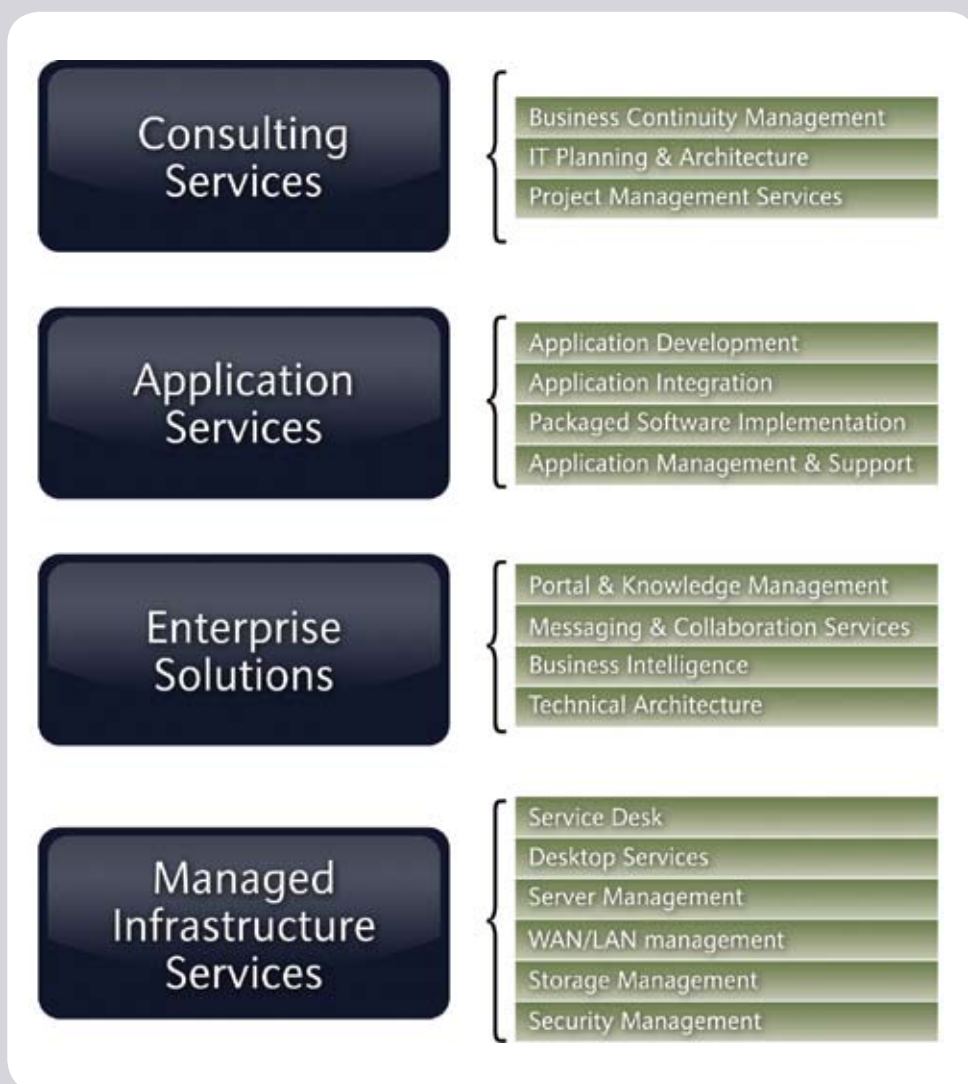 Consulting
Services
Business Continuity Management
IT Planning & Architecture
Project Management Services
Application
Services
Application Development
Application Integration
Packaged Software Implementation
Application Management & Support
Enterprise
Solutions
Portal & Knowledge Management
Messaging & Collaboration Services
Business Intelligence
Technical Architecture
Managed
Infrastructure
Services
Service Desk
Desktop Services
Server Management
WAN/LAN management
Storage Management
Security Management